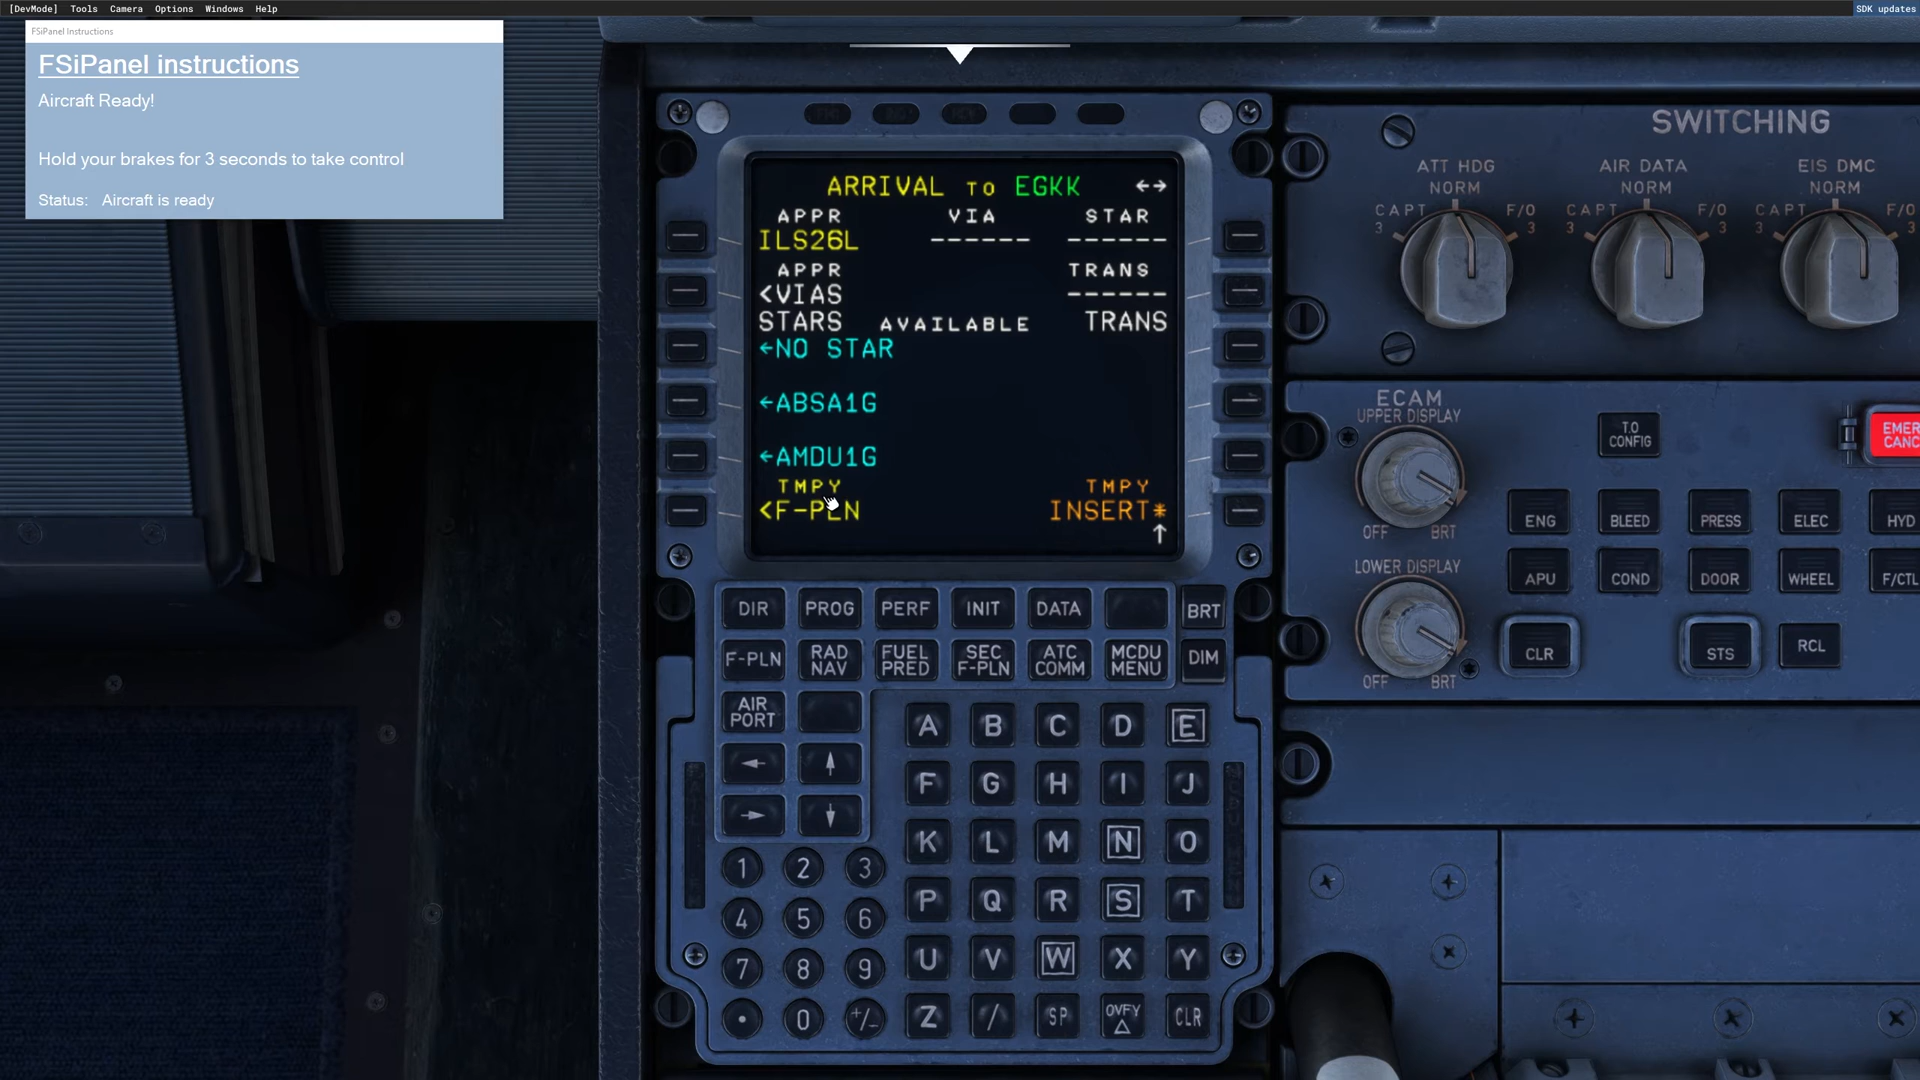 [DevMode] Tools Camera Options Windows Help
SDK updates
FSiPanel Instructions
FSiPanel instructions
Aircraft Ready!
Hold your brakes for 3 seconds to take control
Status: Aircraft is ready
ARRIVAL TO EGKK ←→
APPR VIA STAR
ILS26L ------ ------
APPR TRANS
<VIAS ------
STARS AVAILABLE TRANS
←NO STAR
←ABSA1G
←AMDU1G
TMPY TMPY
<F-PLN INSERT*
↑
DIR PROG PERF INIT DATA BRT
F-PLN RAD NAV FUEL PRED SEC F-PLN ATC COMM MCDU MENU DIM
AIR PORT
← ↑
→ ↓
A B C D E
F G H I J
K L M N O
P Q R S T
U V W X Y
Z / SP OVFY △ CLR
1 2 3
4 5 6
7 8 9
. 0 +/-
SWITCHING
ATT HDG AIR DATA EIS DMC
NORM NORM NORM
CAPT 3 F/O 3 CAPT 3 F/O 3 CAPT 3 F/O 3
ECAM
UPPER DISPLAY
OFF BRT
T.O CONFIG
EMER
CANC
LOWER DISPLAY
OFF BRT
ENG BLEED PRESS ELEC HYD
APU COND DOOR WHEEL F/CTL
CLR STS RCL